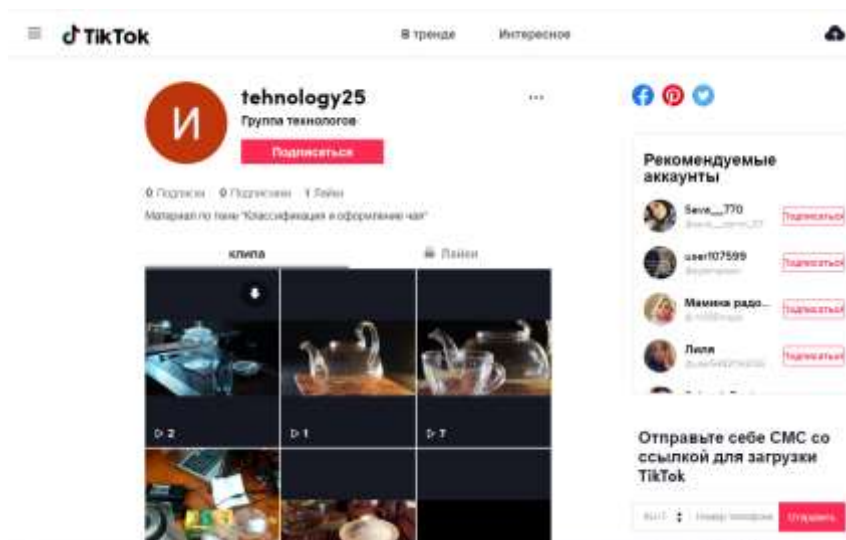 TikTok
В тренде
Интересное
tehnology25
Группа технологов
Подписаться
0 Подписки 0 Подписчики 1 Лайки
Материал по теме "Классификация и оформление чая"
клипа
Лайки
2
1
7
Рекомендуемые
аккаунты
Подписаться
user107599
Подписаться
Мамина радо...
Подписаться
Лиля
Подписаться
Отправьте себе СМС со
ссылкой для загрузки
TikTok
Номер телефона
Отправить